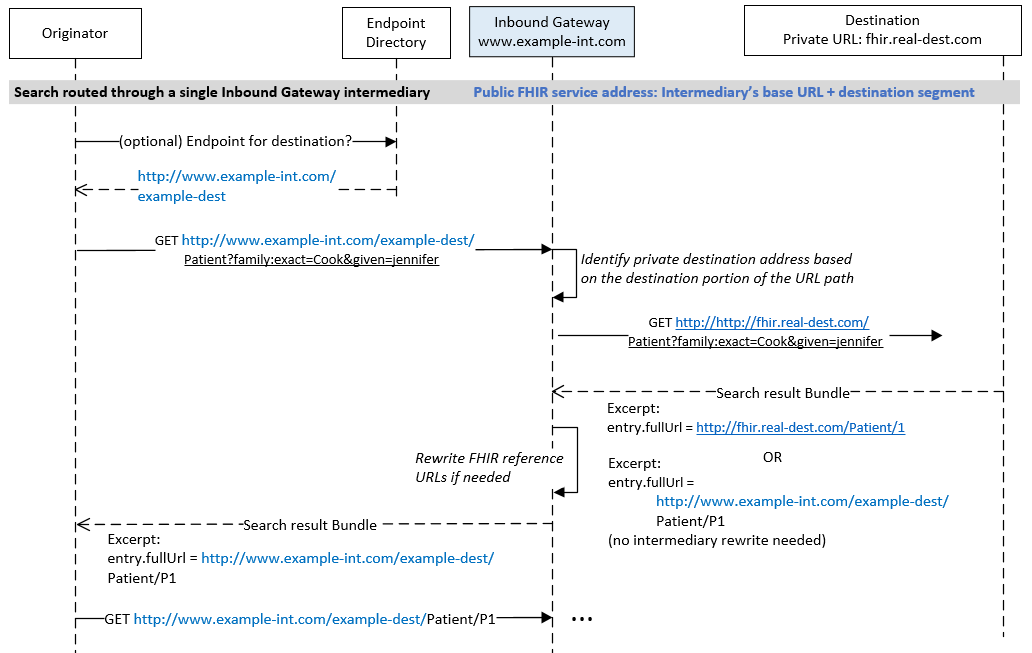 Originator
Endpoint
Directory
Inbound Gateway
www.example-int.com
Destination
Private URL: fhir.real-dest.com
Search routed through a single Inbound Gateway intermediary
Public FHIR service address: Intermediary's base URL + destination segment
(optional) Endpoint for destination?
http://www.example-int.com/
example-dest
GET http://www.example-int.com/example-dest/
Patient?family:exact=Cook&given=jennifer
Identify private destination address based
on the destination portion of the URL path
GET http://http://fhir.real-dest.com/
Patient?family:exact=Cook&given=jennifer
Search result Bundle
Excerpt:
entry.fullUrl = http://fhir.real-dest.com/Patient/1
OR
Rewrite FHIR reference
URLs if needed
Excerpt:
entry.fullUrl =
http://www.example-int.com/example-dest/
Patient/P1
(no intermediary rewrite needed)
Search result Bundle
Excerpt:
entry.fullUrl = http://www.example-int.com/example-dest/
Patient/P1
GET http://www.example-int.com/example-dest/Patient/P1
...